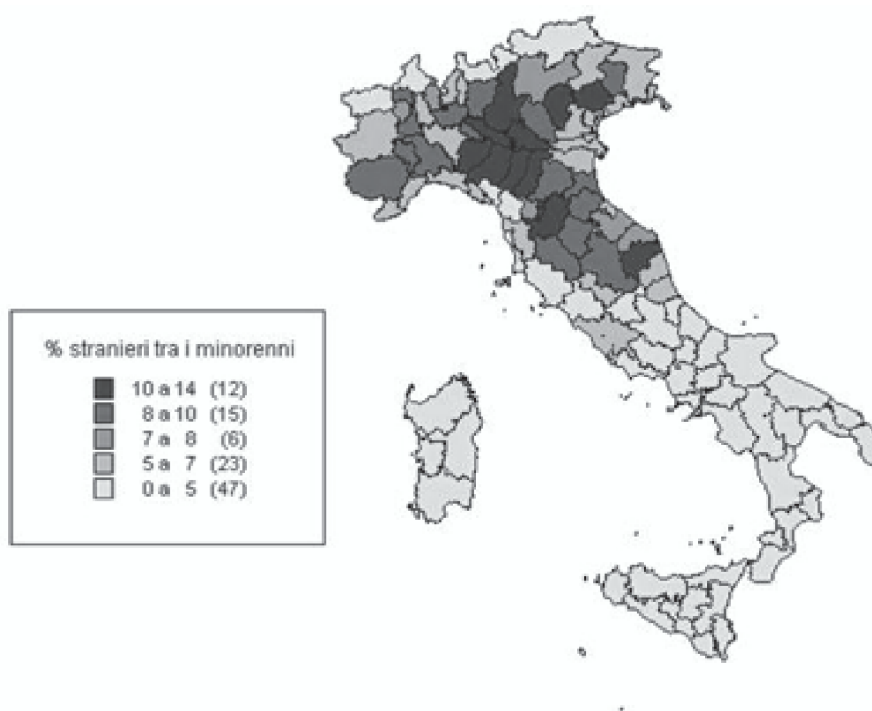 % stranieri tra i minorenni
10 a 14 (12)
8 a 10 (15)
7 a 8 (6)
5 a 7 (23)
0 a 5 (47)